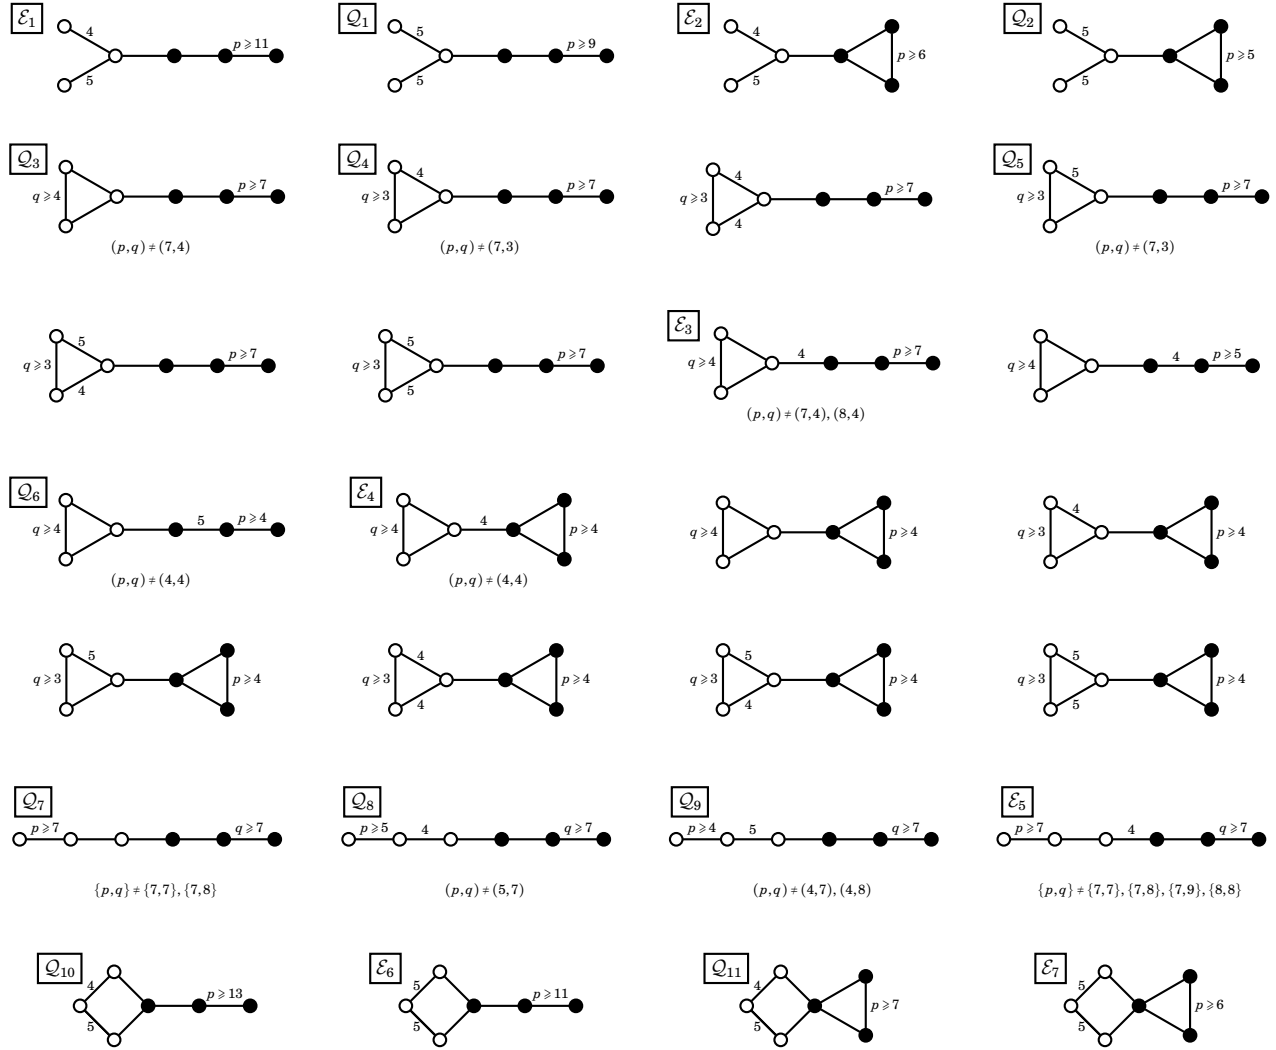 ℰ₁ 4 5 p⩾11 𝒬₁ 5 5 p⩾9 ℰ₂ 4 5 p⩾6 𝒬₂ 5 5 p⩾5
𝒬₃ q⩾4 p⩾7 𝒬₄ 4 q⩾3 p⩾7 4 q⩾3 4 p⩾7 𝒬₅ 5 q⩾3 p⩾7
(p,q)≠(7,4) (p,q)≠(7,3) (p,q)≠(7,3)
5 q⩾3 4 p⩾7 5 q⩾3 5 p⩾7 ℰ₃ q⩾4 4 p⩾7 q⩾4 4 p⩾5
(p,q)≠(7,4),(8,4)
𝒬₆ q⩾4 5 p⩾4 ℰ₄ q⩾4 4 p⩾4 q⩾4 p⩾4 4 q⩾3 p⩾4
(p,q)≠(4,4) (p,q)≠(4,4)
5 q⩾3 p⩾4 4 q⩾3 4 p⩾4 5 q⩾3 4 p⩾4 5 q⩾3 5 p⩾4
𝒬₇ p⩾7 q⩾7 𝒬₈ p⩾5 4 q⩾7 𝒬₉ p⩾4 5 q⩾7 ℰ₅ p⩾7 4 q⩾7
{p,q}≠{7,7},{7,8} (p,q)≠(5,7) (p,q)≠(4,7),(4,8) {p,q}≠{7,7},{7,8},{7,9},{8,8}
𝒬₁₀ 4 5 p⩾13 ℰ₆ 5 5 p⩾11 𝒬₁₁ 4 5 p⩾7 ℰ₇ 5 5 p⩾6